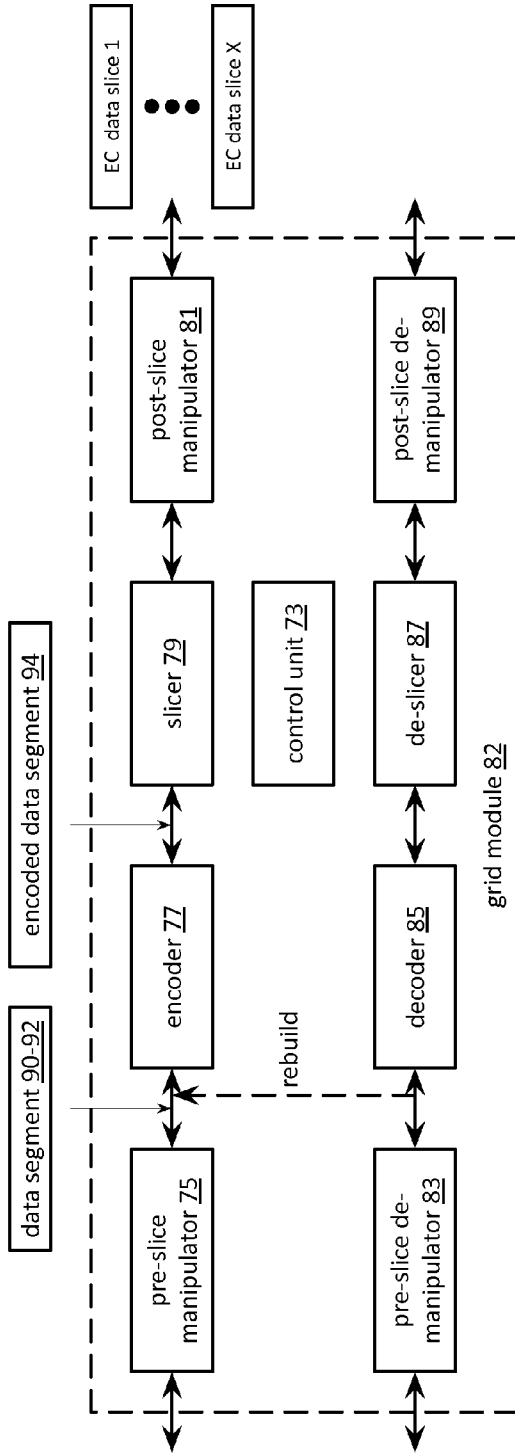 data segment 90-92
encoded data segment 94
EC data slice 1
EC data slice X
pre-slice
manipulator 75
encoder 77
slicer 79
post-slice
manipulator 81
rebuild
control unit 73
pre-slice de-
manipulator 83
decoder 85
de-slicer 87
post-slice de-
manipulator 89
grid module 82